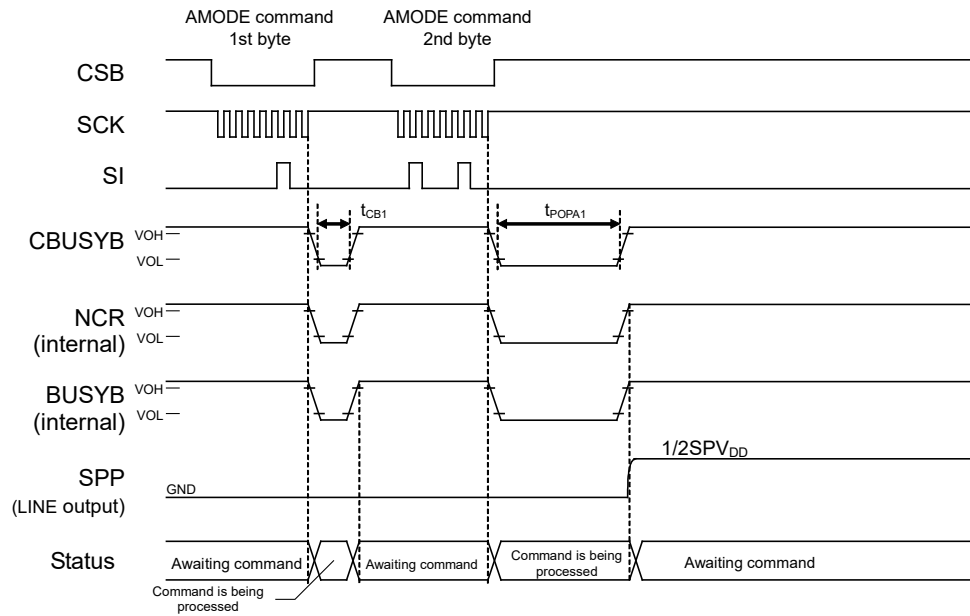 AMODE command
1st byte
AMODE command
2nd byte
CSB
SCK
SI
tCB1
tPOPA1
CBUSYB
VOH
VOL
NCR
(internal)
VOH
VOL
BUSYB
(internal)
VOH
VOL
SPP
(LINE output)
GND
1/2SPVDD
Status
Awaiting command
Command is being
processed
Awaiting command
Command is being
processed
Awaiting command